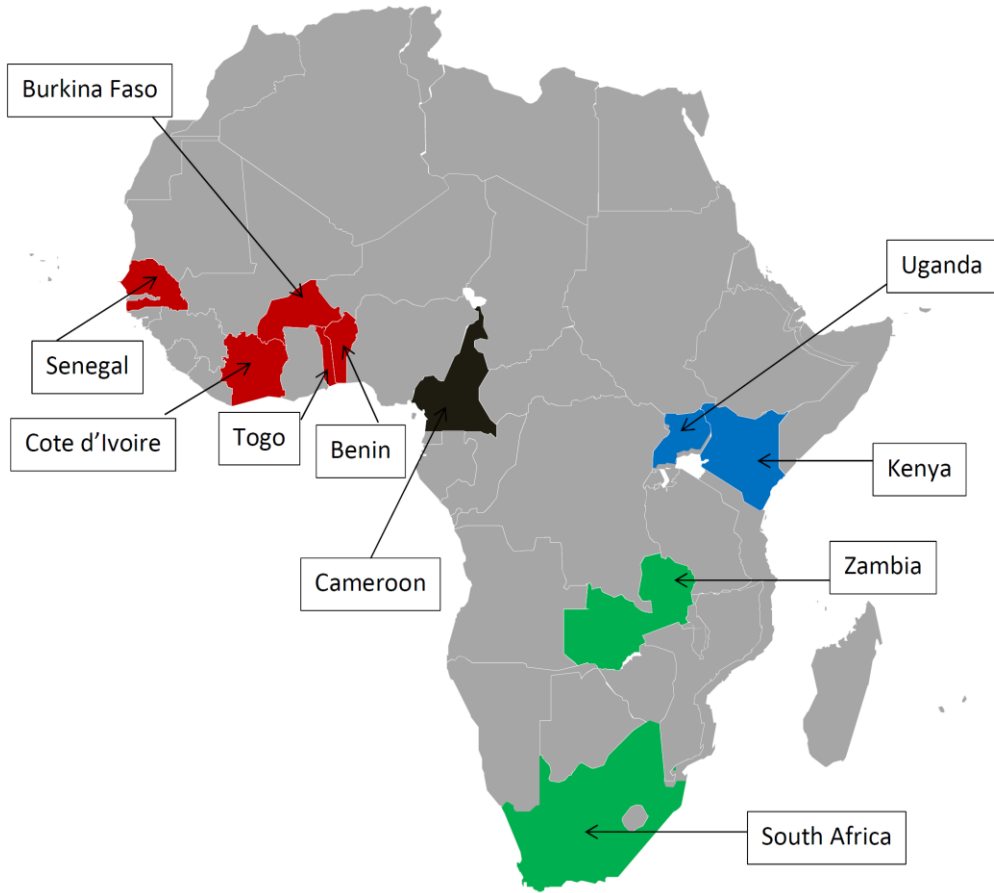 Burkina Faso
Uganda
Senegal
Cote d’Ivoire
Togo
Benin
Kenya
Cameroon
Zambia
South Africa